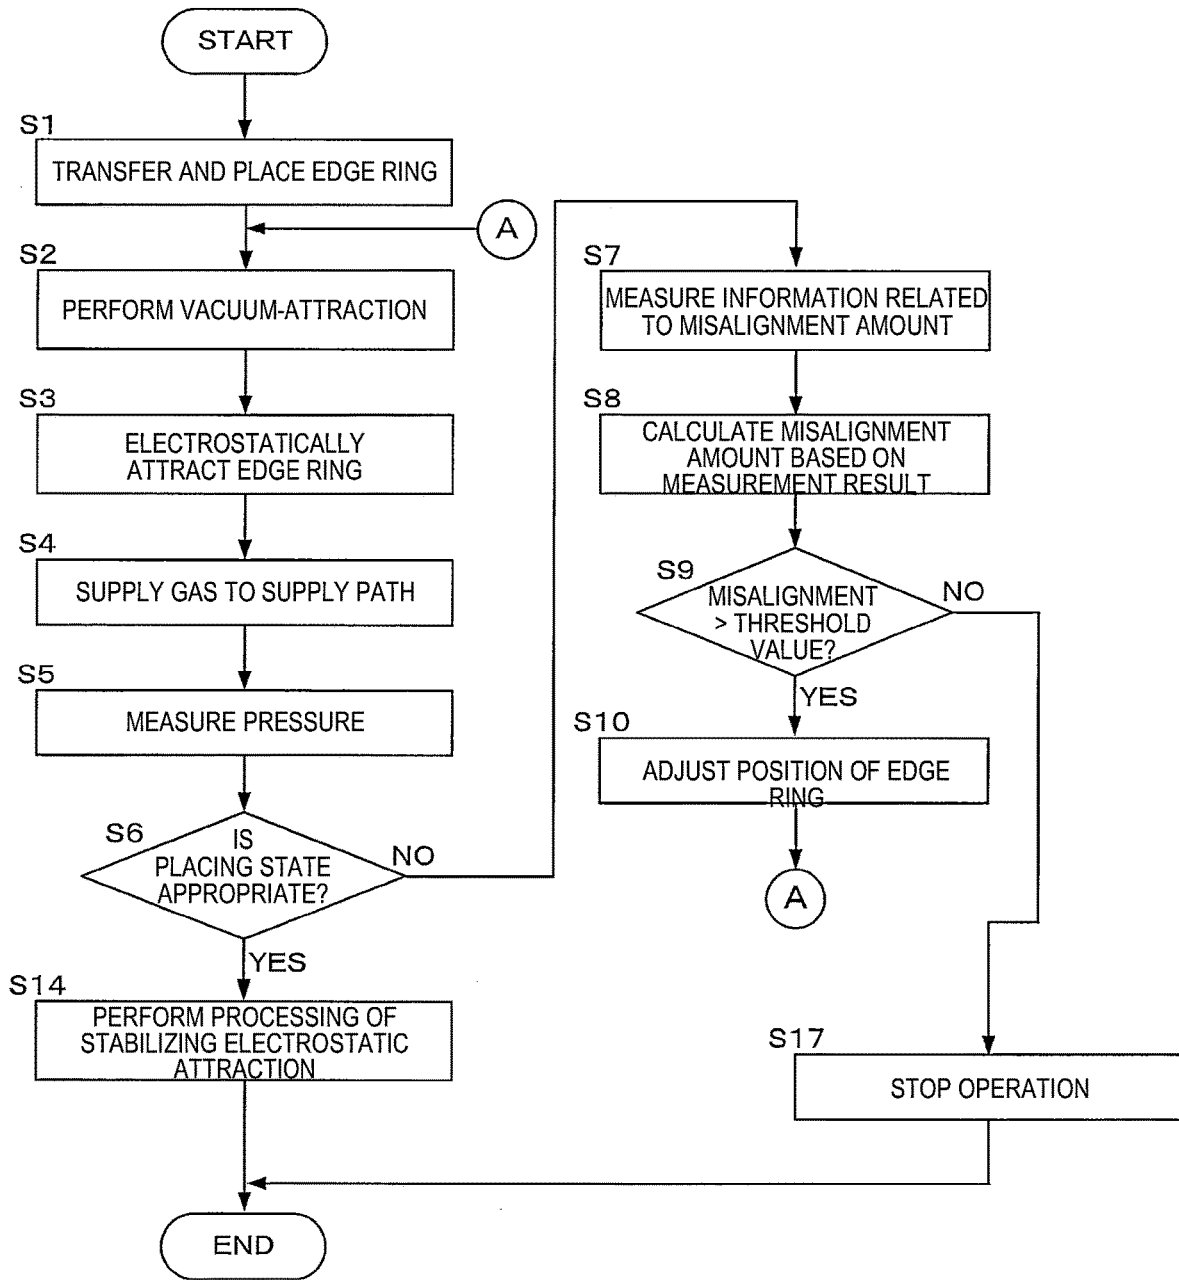 START
S1
TRANSFER AND PLACE EDGE RING
A
S2
PERFORM VACUUM-ATTRACTION
S3
ELECTROSTATICALLY
ATTRACT EDGE RING
S4
SUPPLY GAS TO SUPPLY PATH
S5
MEASURE PRESSURE
S6
IS
PLACING STATE
APPROPRIATE?
NO
YES
S14
PERFORM PROCESSING OF
STABILIZING ELECTROSTATIC
ATTRACTION
END
S7
MEASURE INFORMATION RELATED
TO MISALIGNMENT AMOUNT
S8
CALCULATE MISALIGNMENT
AMOUNT BASED ON
MEASUREMENT RESULT
S9
MISALIGNMENT
> THRESHOLD
VALUE?
NO
YES
S10
ADJUST POSITION OF EDGE
RING
A
S17
STOP OPERATION